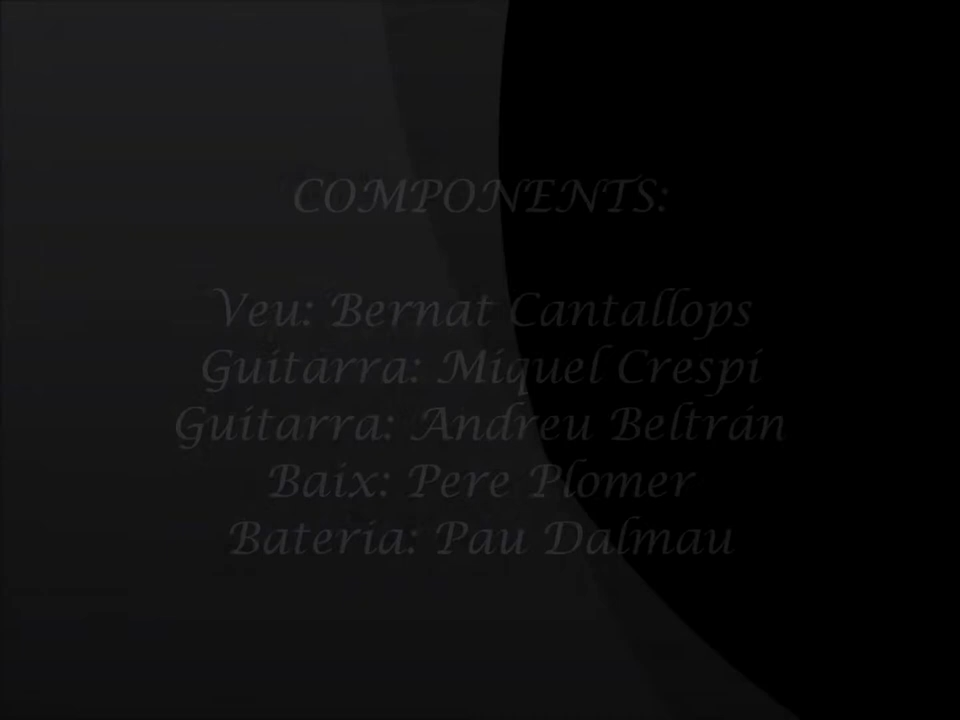 COMPONENTS:
Veu: Bernat Cantallops
Guitarra: Miquel Crespí
Guitarra: Andreu Beltrán
Baix: Pere Plomer
Bateria: Pau Dalmau